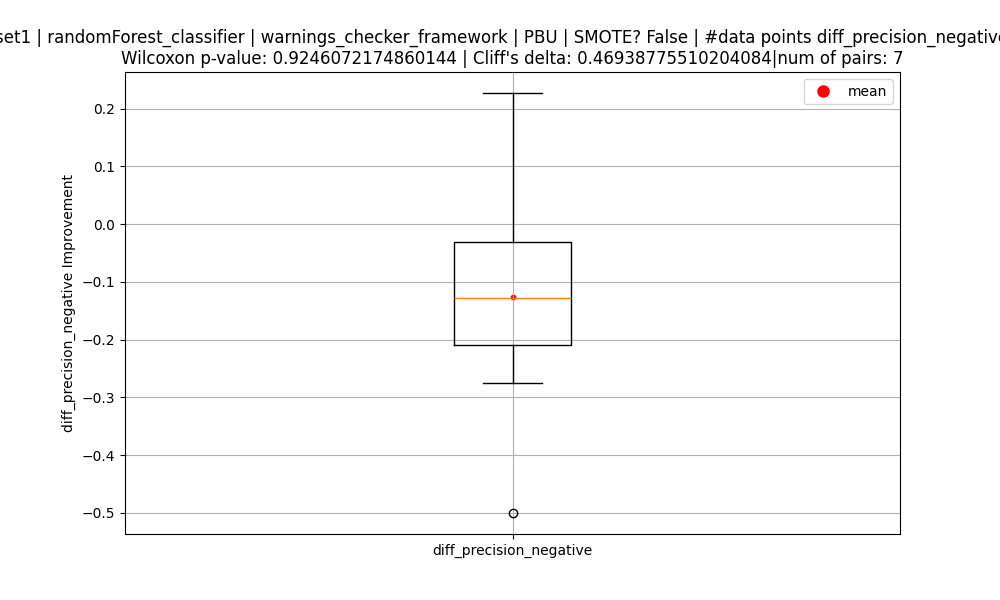 set1 | randomForest_classifier | warnings_checker_framework | PBU | SMOTE? False | #data points diff_precision_negative
Wilcoxon p-value: 0.9246072174860144 | Cliff's delta: 0.46938775510204084|num of pairs: 7
mean
0.2
0.1
0.0
−0.1
−0.2
−0.3
−0.4
−0.5
diff_precision_negative Improvement
diff_precision_negative